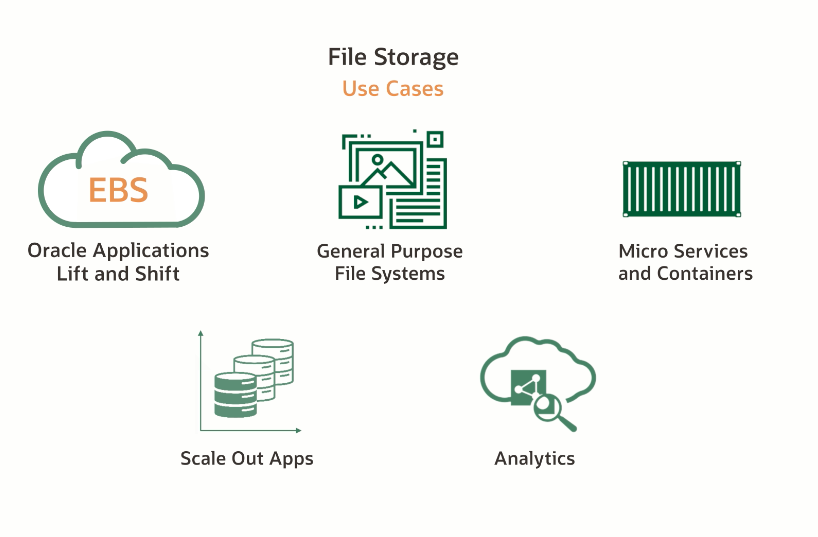 File Storage
Use Cases
EBS
Oracle Applications
Lift and Shift
General Purpose
File Systems
Micro Services
and Containers
Scale Out Apps
Analytics